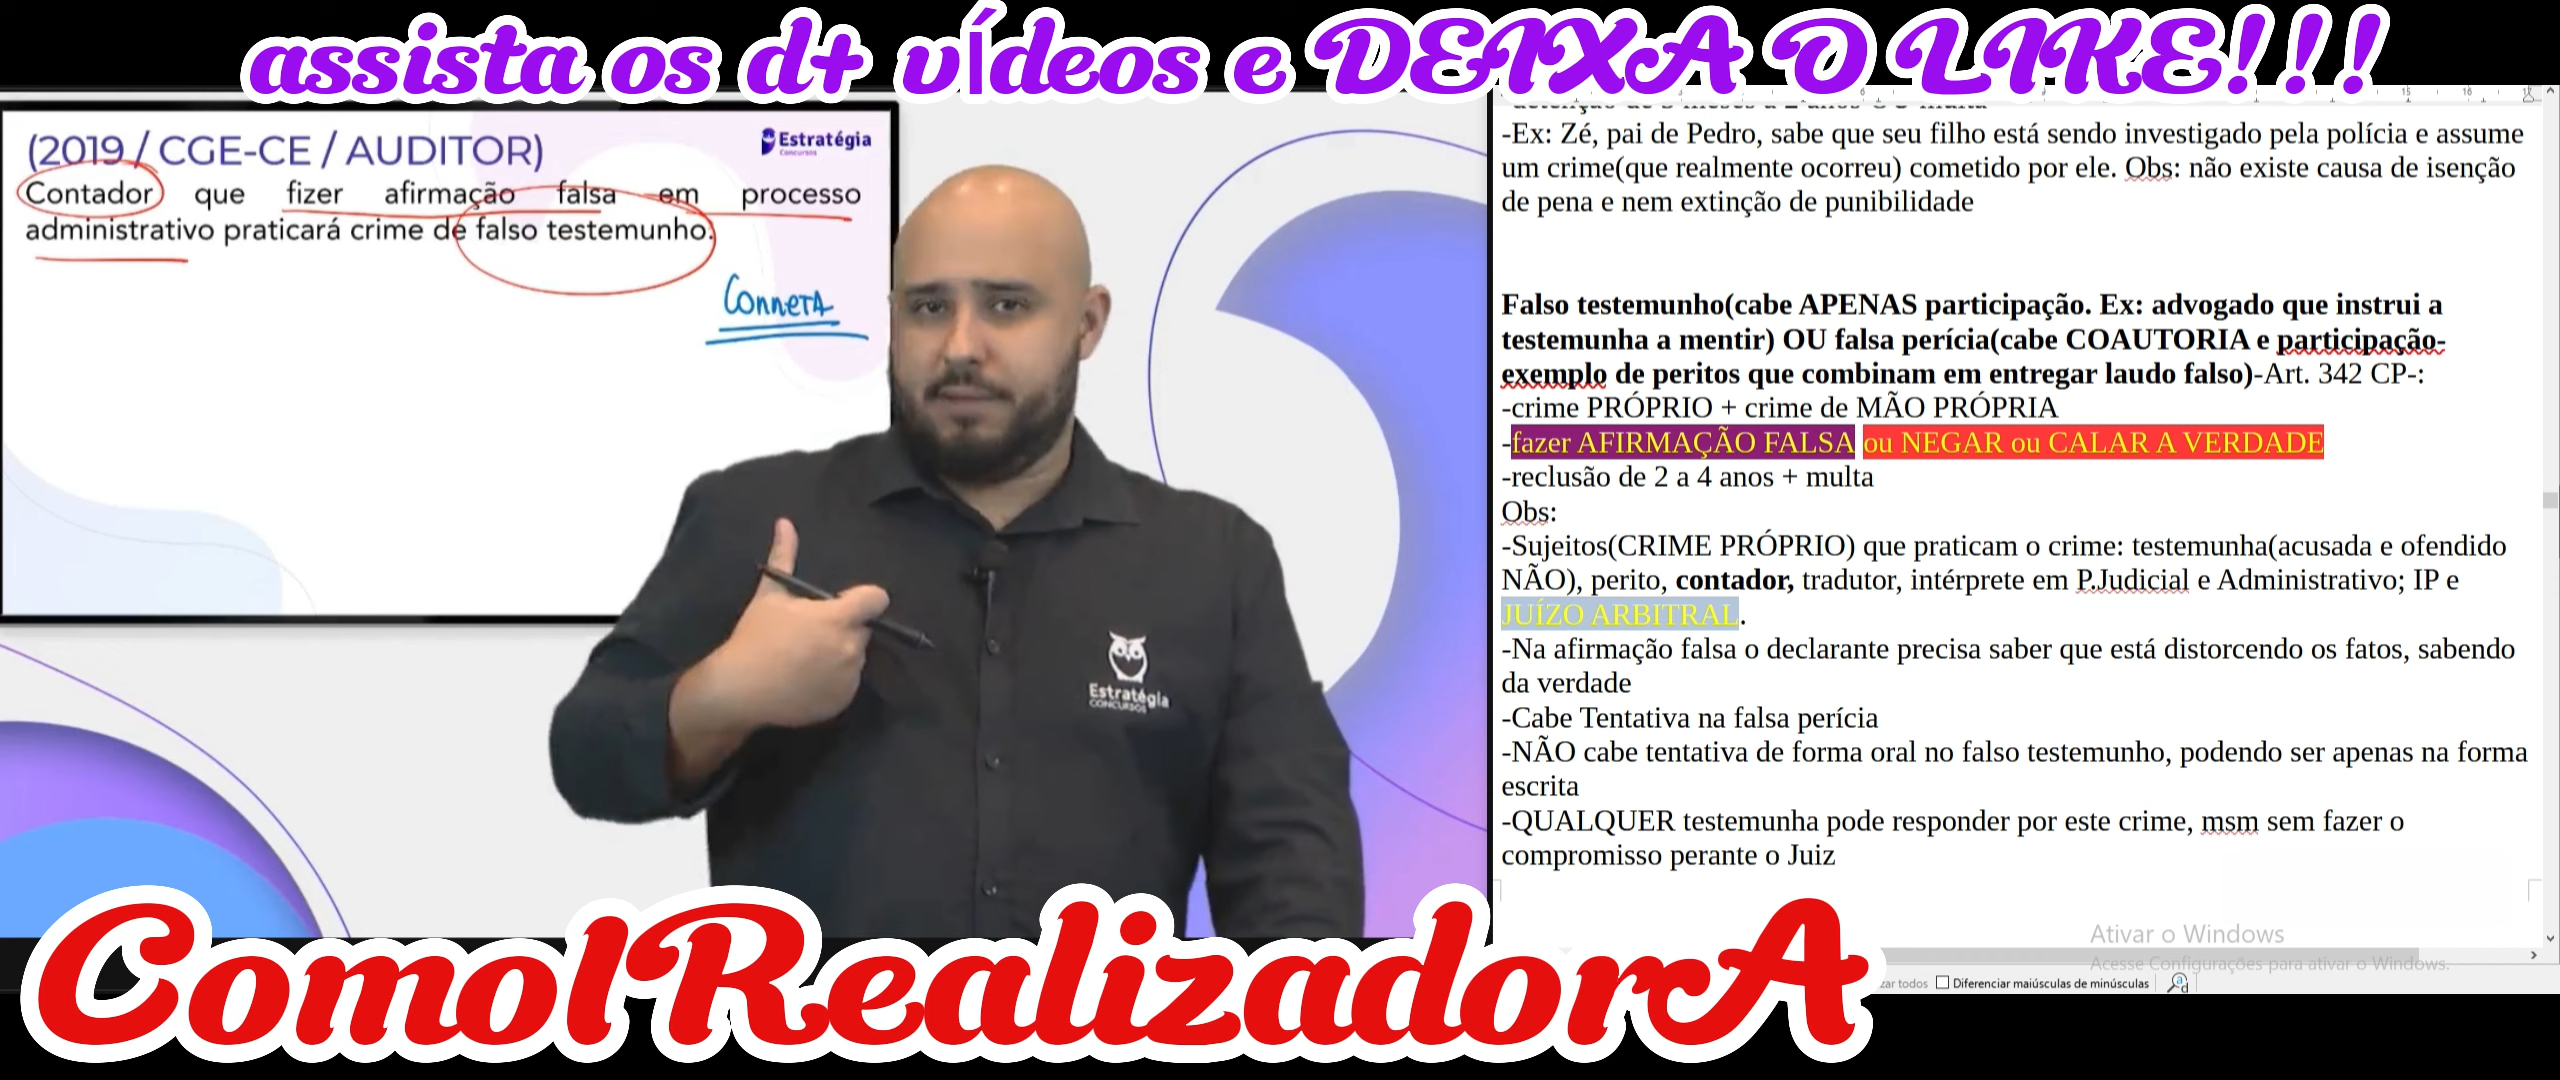 assista os d+ vídeos e DEIXA O LIKE!!!
(2019 / CGE-CE / AUDITOR)
Estratégia
Concursos
Contador que fizer afirmação falsa em processo
administrativo praticará crime de falso testemunho.
CORRETA
Estratégia
CONCURSOS
-Ex: Zé, pai de Pedro, sabe que seu filho está sendo investigado pela polícia e assume
um crime(que realmente ocorreu) cometido por ele. Obs: não existe causa de isenção
de pena e nem extinção de punibilidade
Falso testemunho(cabe APENAS participação. Ex: advogado que instrui a
testemunha a mentir) OU falsa perícia(cabe COAUTORIA e participação-
exemplo de peritos que combinam em entregar laudo falso)-Art. 342 CP-:
-crime PRÓPRIO + crime de MÃO PRÓPRIA
-fazer AFIRMAÇÃO FALSA ou NEGAR ou CALAR A VERDADE
-reclusão de 2 a 4 anos + multa
Obs:
-Sujeitos(CRIME PRÓPRIO) que praticam o crime: testemunha(acusada e ofendido
NÃO), perito, contador, tradutor, intérprete em P.Judicial e Administrativo; IP e
JUÍZO ARBITRAL.
-Na afirmação falsa o declarante precisa saber que está distorcendo os fatos, sabendo
da verdade
-Cabe Tentativa na falsa perícia
-NÃO cabe tentativa de forma oral no falso testemunho, podendo ser apenas na forma
escrita
-QUALQUER testemunha pode responder por este crime, msm sem fazer o
compromisso perante o Juiz
Ativar o Windows
Acesse Configurações para ativar o Windows.
zar todos Diferenciar maiúsculas de minúsculas
ComolRealizadorA